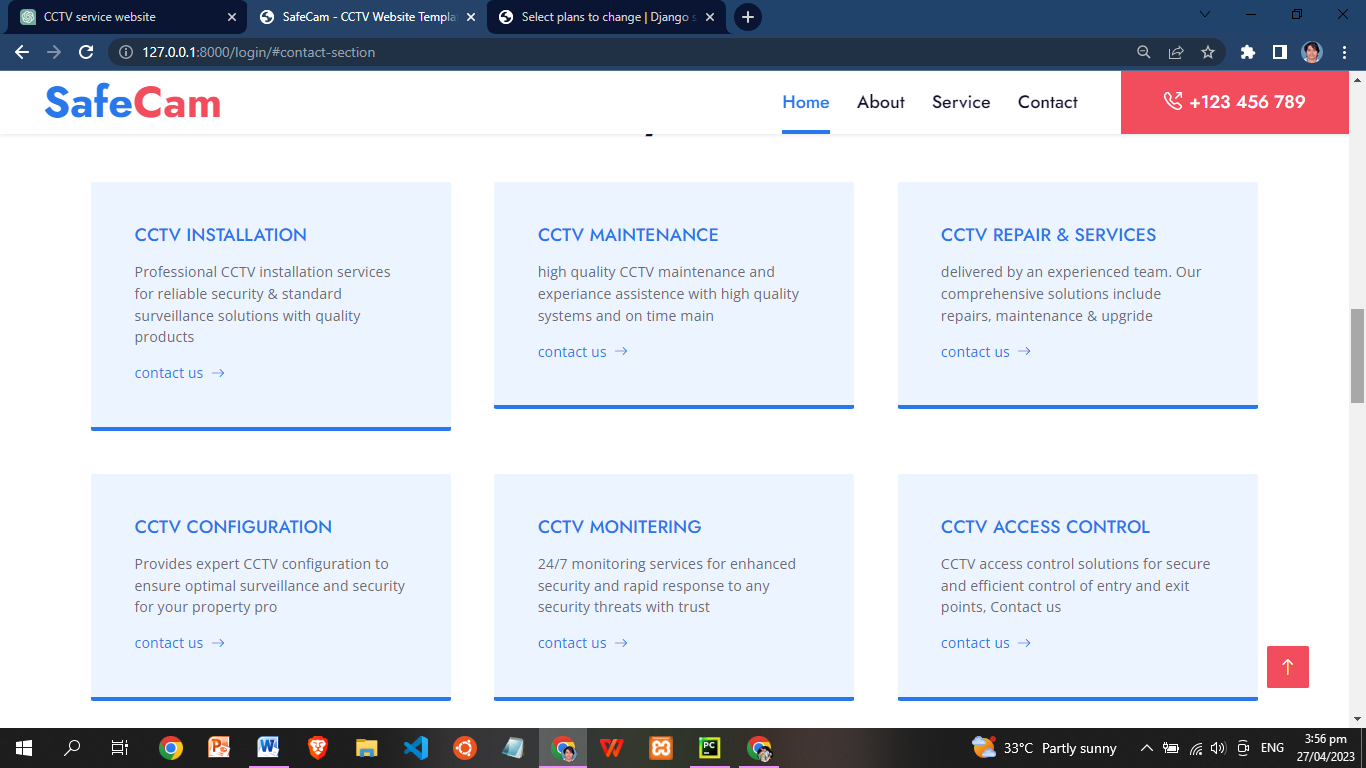 CCTV service website
SafeCam - CCTV Website Templa
Select plans to change | Django s
127.0.0.1:8000/login/#contact-section
SafeCam
Home
About
Service
Contact
+123 456 789
CCTV INSTALLATION
Professional CCTV installation services
for reliable security & standard
surveillance solutions with quality
products
contact us
CCTV MAINTENANCE
high quality CCTV maintenance and
experiance assistence with high quality
systems and on time main
contact us
CCTV REPAIR & SERVICES
delivered by an experienced team. Our
comprehensive solutions include
repairs, maintenance & upgride
contact us
CCTV CONFIGURATION
Provides expert CCTV configuration to
ensure optimal surveillance and security
for your property pro
contact us
CCTV MONITERING
24/7 monitoring services for enhanced
security and rapid response to any
security threats with trust
contact us
CCTV ACCESS CONTROL
CCTV access control solutions for secure
and efficient control of entry and exit
points, Contact us
contact us
33°C Partly sunny
ENG
3:56 pm
27/04/2023